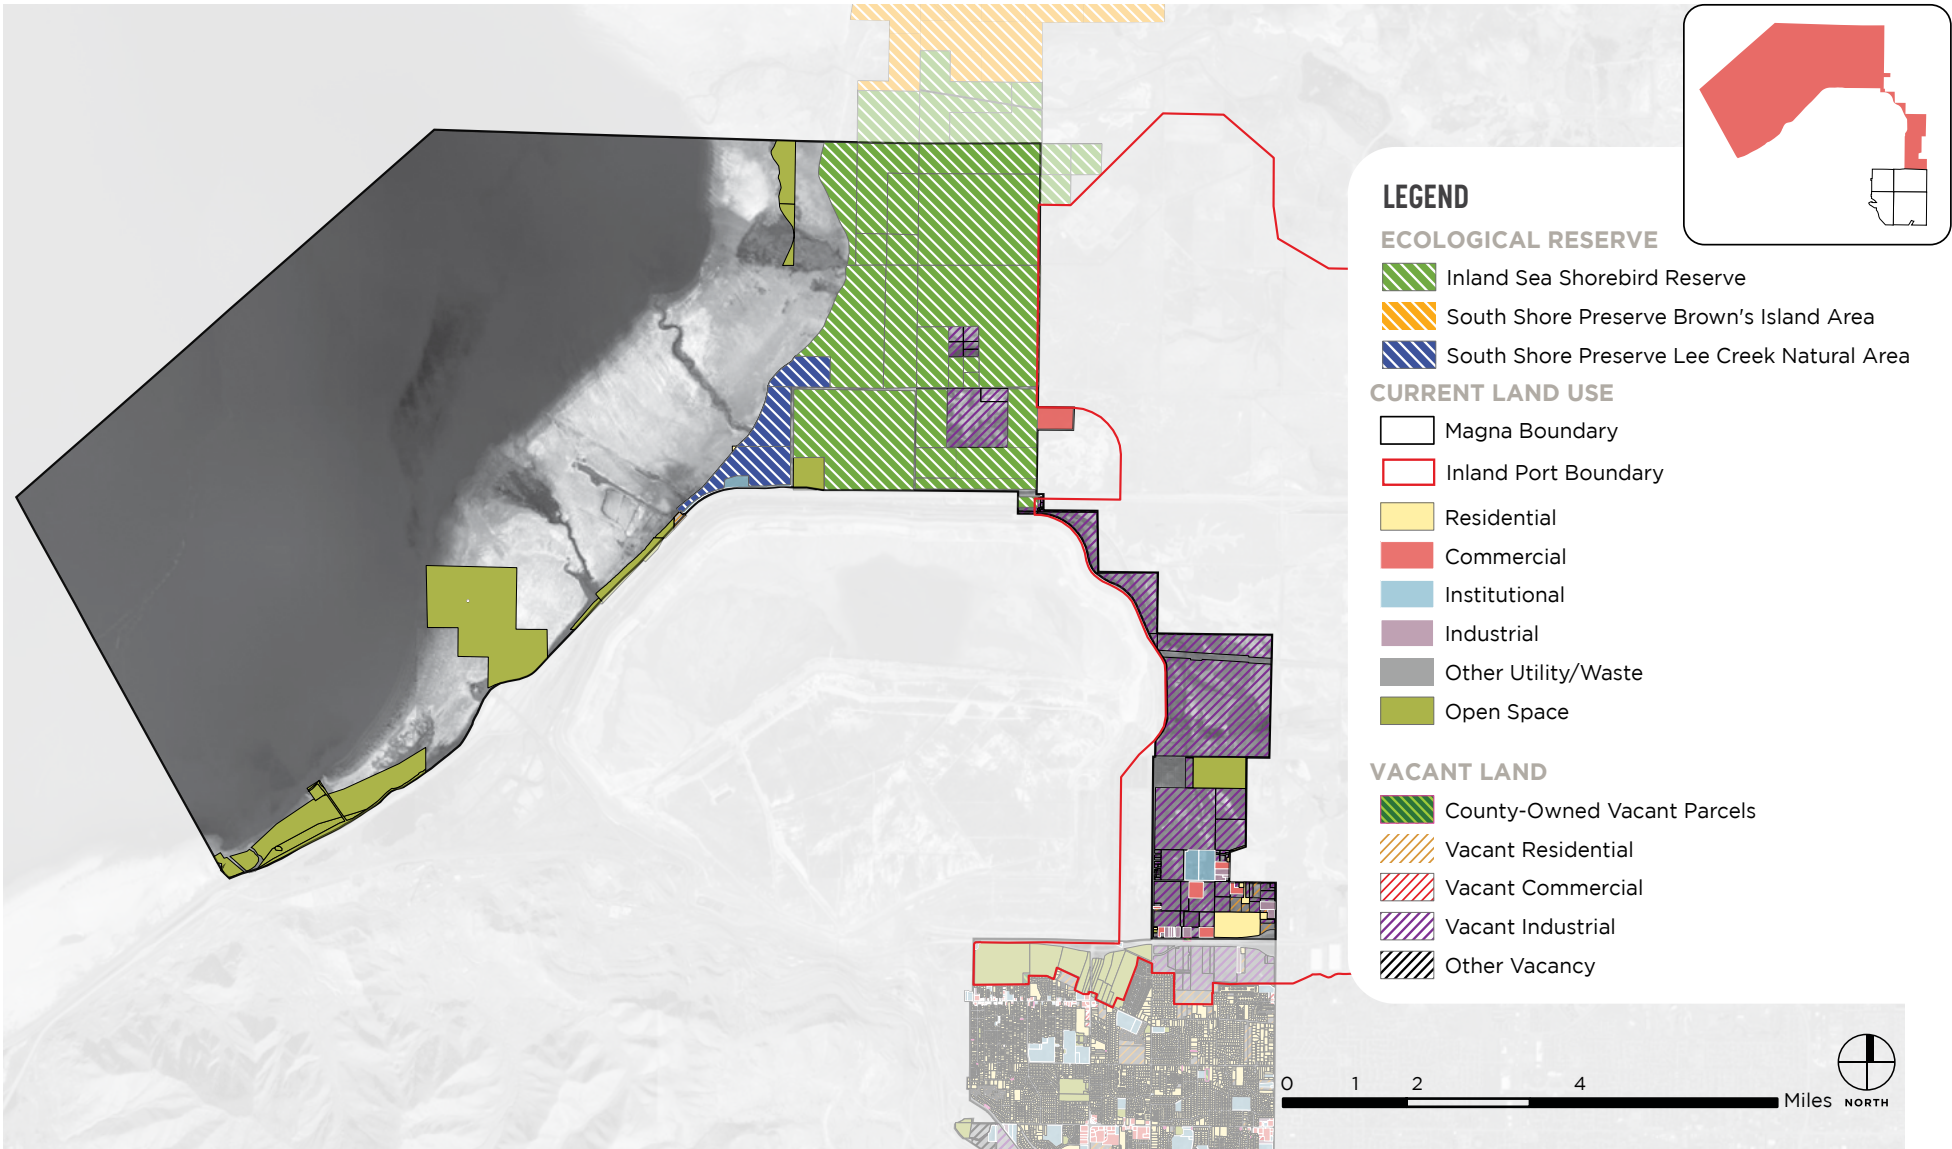 LEGEND
ECOLOGICAL RESERVE
Inland Sea Shorebird Reserve
South Shore Preserve Brown's Island Area
South Shore Preserve Lee Creek Natural Area
CURRENT LAND USE
Magna Boundary
Inland Port Boundary
Residential
Commercial
Institutional
Industrial
Other Utility/Waste
Open Space
VACANT LAND
County-Owned Vacant Parcels
Vacant Residential
Vacant Commercial
Vacant Industrial
Other Vacancy
0 1 2 4
Miles
NORTH